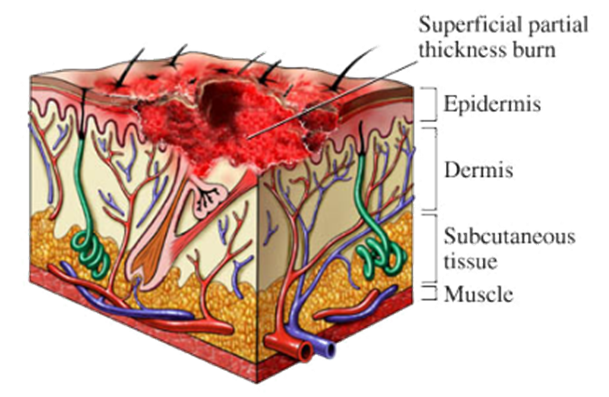 Superficial partial
thickness burn
Epidermis
Dermis
Subcutaneous
tissue
Muscle